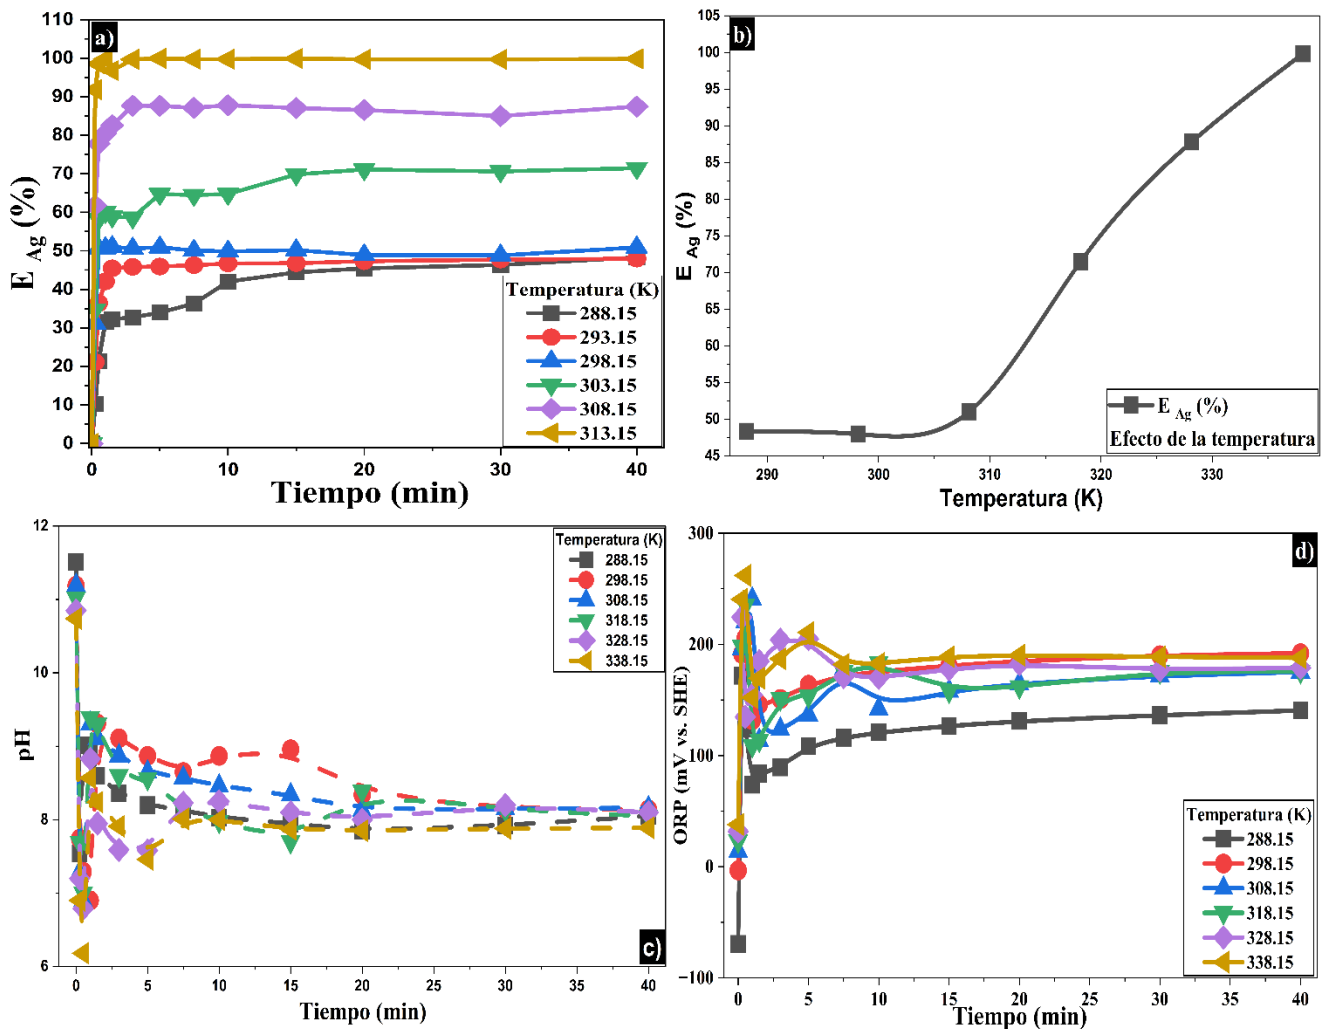 a)
110
100
90
80
70
60
50
40
30
20
10
0
E Ag (%)
0 10 20 30 40
Tiempo (min)
Temperatura (K)
288.15
293.15
298.15
303.15
308.15
313.15
b)
105
100
95
90
85
80
75
70
65
60
55
50
45
E Ag (%)
290 300 310 320 330
Temperatura (K)
E Ag (%)
Efecto de la temperatura
12
10
8
6
pH
0 5 10 15 20 25 30 35 40
Tiempo (min)
Temperatura (K)
288.15
298.15
308.15
318.15
328.15
338.15
c)
d)
300
200
100
0
−100
ORP (mV vs. SHE)
0 5 10 15 20 25 30 35 40
Tiempo (min)
Temperatura (K)
288.15
298.15
308.15
318.15
328.15
338.15